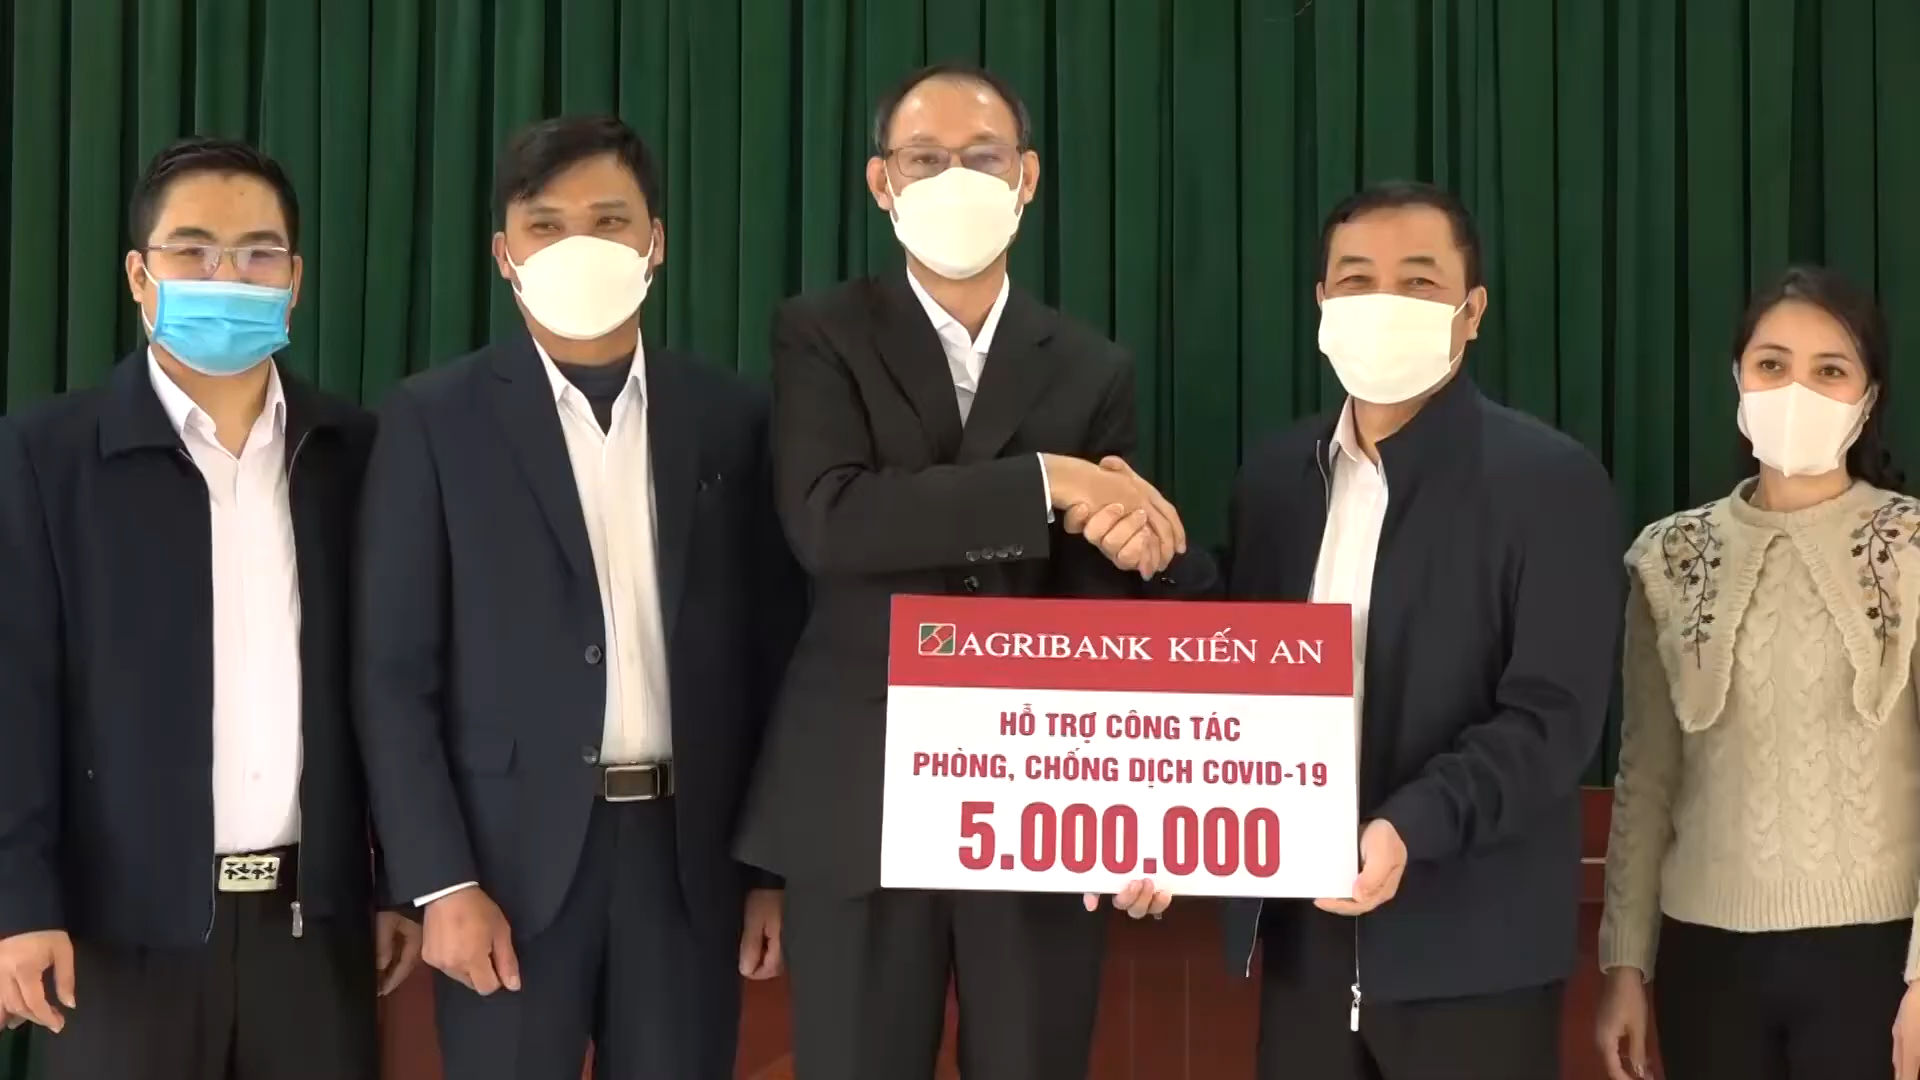 AGRIBANK KIẾN AN
HỖ TRỢ CÔNG TÁC
PHÒNG, CHỐNG DỊCH COVID-19
5.000.000